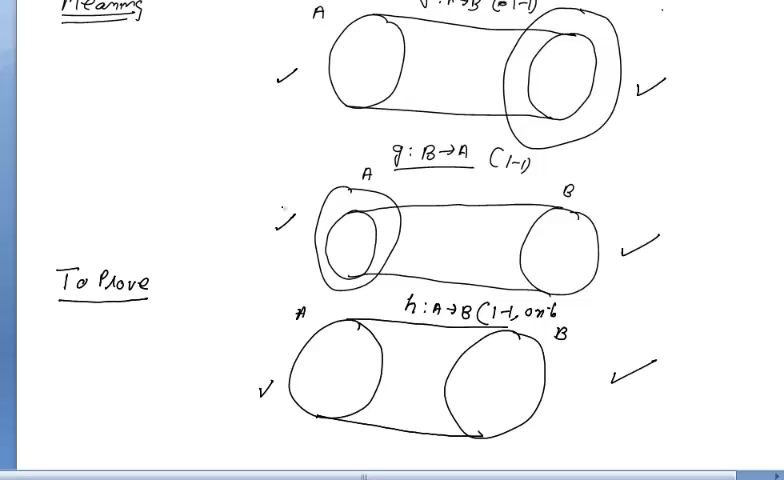 Meaning
A
g: B→A (1-1)
A
B
To Prove
h: A→B (1-1, onto
A
B